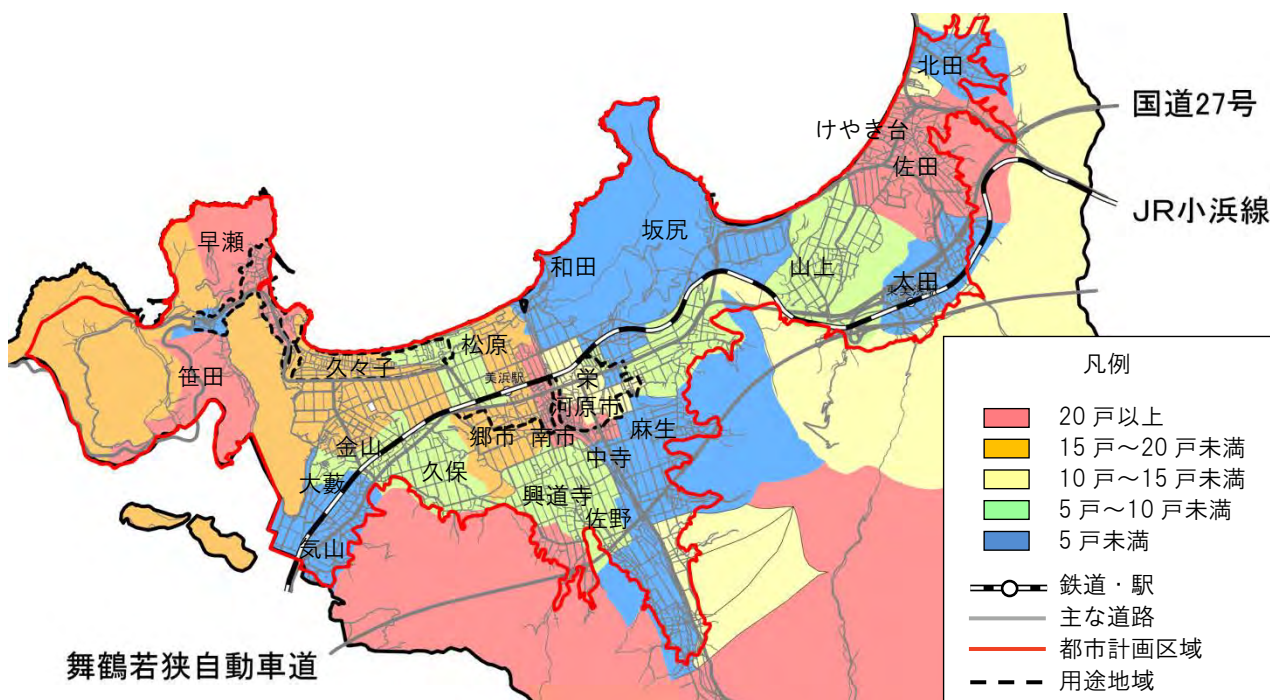 北田
国道27号
けやき台
佐田
JR小浜線
早瀬
坂尻
和田
山上
太田
東美浜駅
笹田
久々子
松原
美浜駅
栄
河原市
金山
郷市
南市
麻生
中寺
大藪
久保
興道寺
佐野
気山
舞鶴若狭自動車道
凡例
20戸以上
15戸~20戸未満
10戸~15戸未満
5戸~10戸未満
5戸未満
鉄道・駅
主な道路
都市計画区域
用途地域